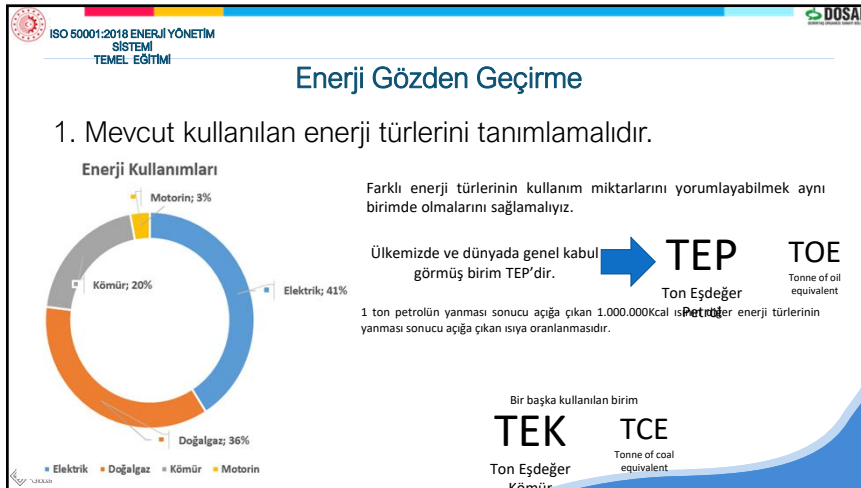 ISO 50001:2018 ENERJİ YÖNETİM
SİSTEMİ
TEMEL EĞİTİMİ
Enerji Gözden Geçirme
1. Mevcut kullanılan enerji türlerini tanımlamalıdır.
Enerji Kullanımları
Motorin; 3%
Kömür; 20%
Elektrik; 41%
Doğalgaz; 36%
Elektrik Doğalgaz Kömür Motorin
Farklı enerji türlerinin kullanım miktarlarını yorumlayabilmek aynı
birimde olmalarını sağlamalıyız.
Ülkemizde ve dünyada genel kabul
görmüş birim TEP’dir.
TEP
Ton Eşdeğer
Petrol
TOE
Tonne of oil
equivalent
1 ton petrolün yanması sonucu açığa çıkan 1.000.000Kcal ısının diğer enerji türlerinin
yanması sonucu açığa çıkan ısıya oranlanmasıdır.
Bir başka kullanılan birim
TEK
Ton Eşdeğer
Kömür
TCE
Tonne of coal
equivalent